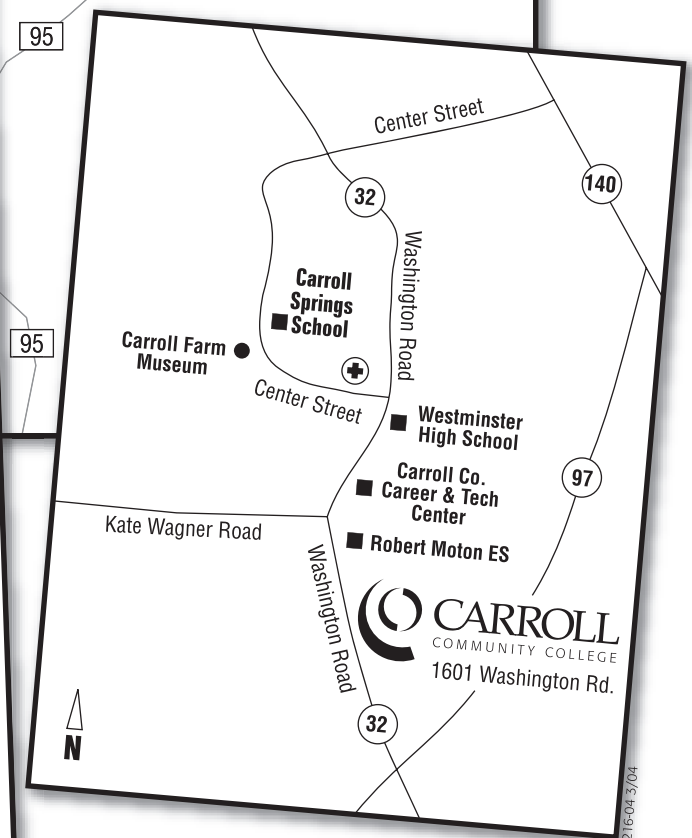 95
Center Street
140
32
Washington Road
Carroll
Springs
School
95
Carroll Farm
Museum
Center Street
Westminster
High School
97
Carroll Co.
Career & Tech
Center
Kate Wagner Road
Robert Moton ES
Washington Road
CARROLL
COMMUNITY COLLEGE
1601 Washington Rd.
32
N
216-04 3/04